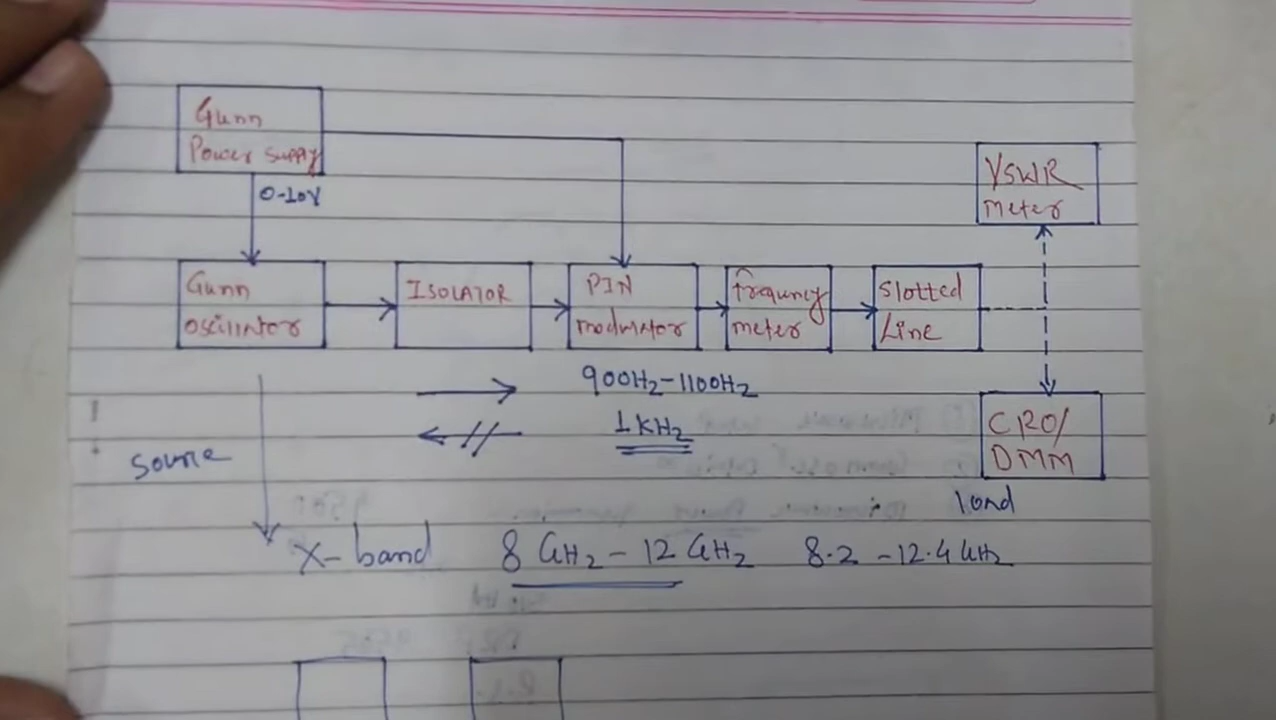 Gunn
Power supply
0-10V
VSWR
meter
Gunn
oscillator
ISOLATOR
PIN
modulator
frquncy
meter
Slotted
Line
900Hz-1100Hz
1KHz
CRO/
DMM
Source
load
X-band 8 GHz - 12 GHz 8.2 - 12.4 GHz